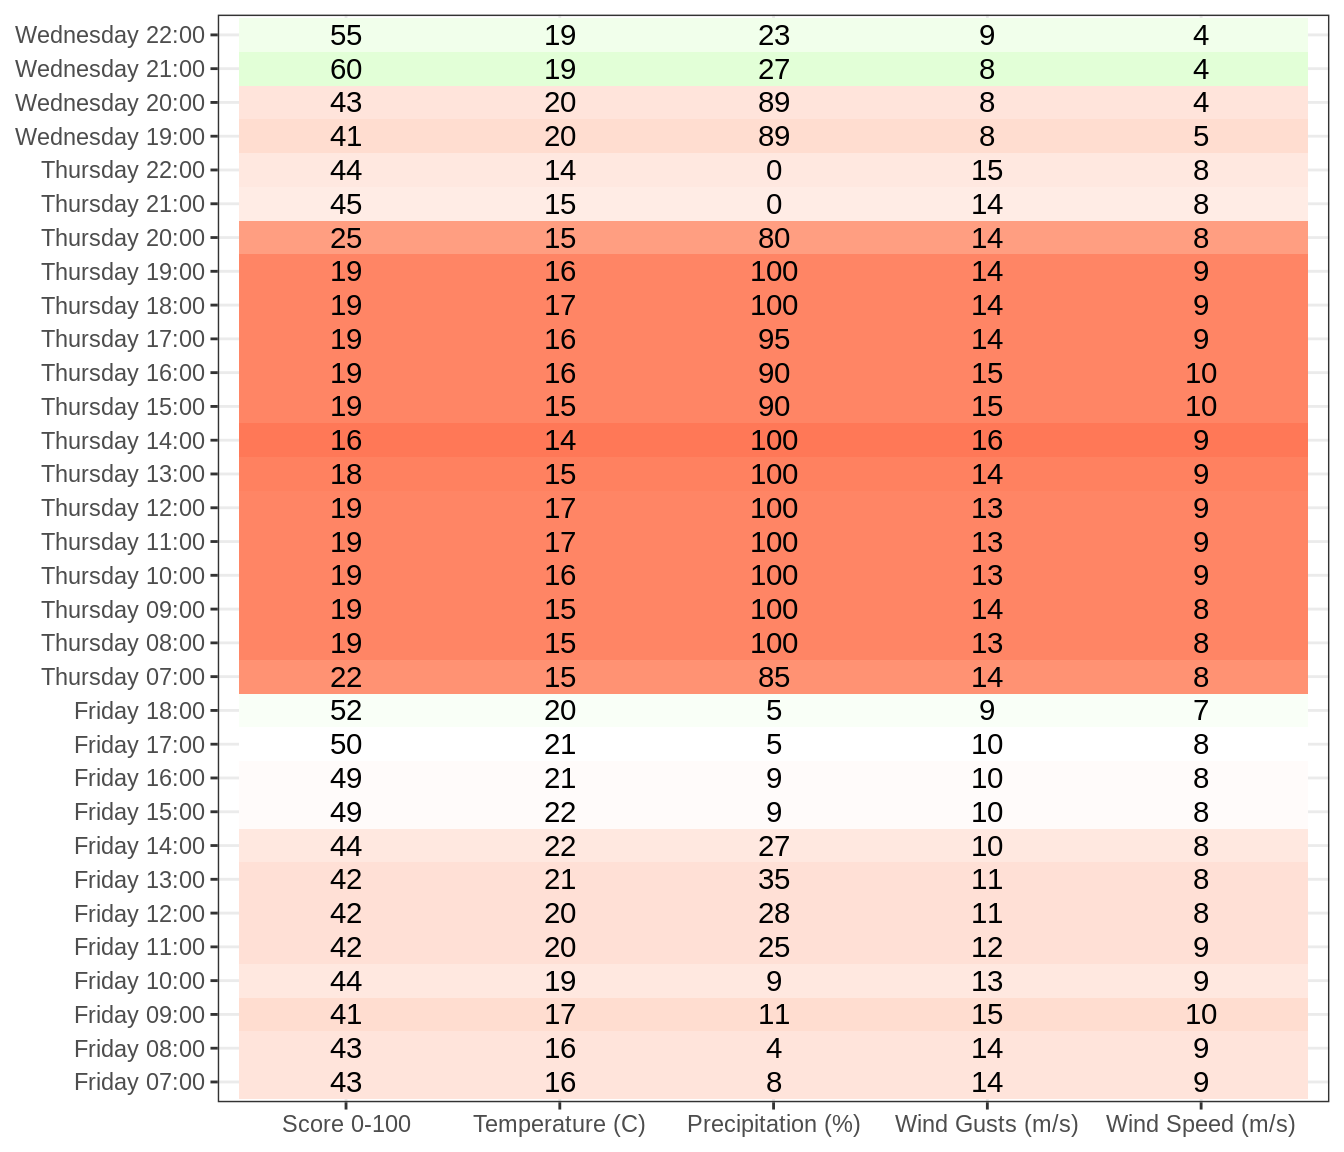 Wednesday 22:00 55 19 23 9 4
Wednesday 21:00 60 19 27 8 4
Wednesday 20:00 43 20 89 8 4
Wednesday 19:00 41 20 89 8 5
Thursday 22:00 44 14 0 15 8
Thursday 21:00 45 15 0 14 8
Thursday 20:00 25 15 80 14 8
Thursday 19:00 19 16 100 14 9
Thursday 18:00 19 17 100 14 9
Thursday 17:00 19 16 95 14 9
Thursday 16:00 19 16 90 15 10
Thursday 15:00 19 15 90 15 10
Thursday 14:00 16 14 100 16 9
Thursday 13:00 18 15 100 14 9
Thursday 12:00 19 17 100 13 9
Thursday 11:00 19 17 100 13 9
Thursday 10:00 19 16 100 13 9
Thursday 09:00 19 15 100 14 8
Thursday 08:00 19 15 100 13 8
Thursday 07:00 22 15 85 14 8
Friday 18:00 52 20 5 9 7
Friday 17:00 50 21 5 10 8
Friday 16:00 49 21 9 10 8
Friday 15:00 49 22 9 10 8
Friday 14:00 44 22 27 10 8
Friday 13:00 42 21 35 11 8
Friday 12:00 42 20 28 11 8
Friday 11:00 42 20 25 12 9
Friday 10:00 44 19 9 13 9
Friday 09:00 41 17 11 15 10
Friday 08:00 43 16 4 14 9
Friday 07:00 43 16 8 14 9
Score 0-100 Temperature (C) Precipitation (%) Wind Gusts (m/s) Wind Speed (m/s)